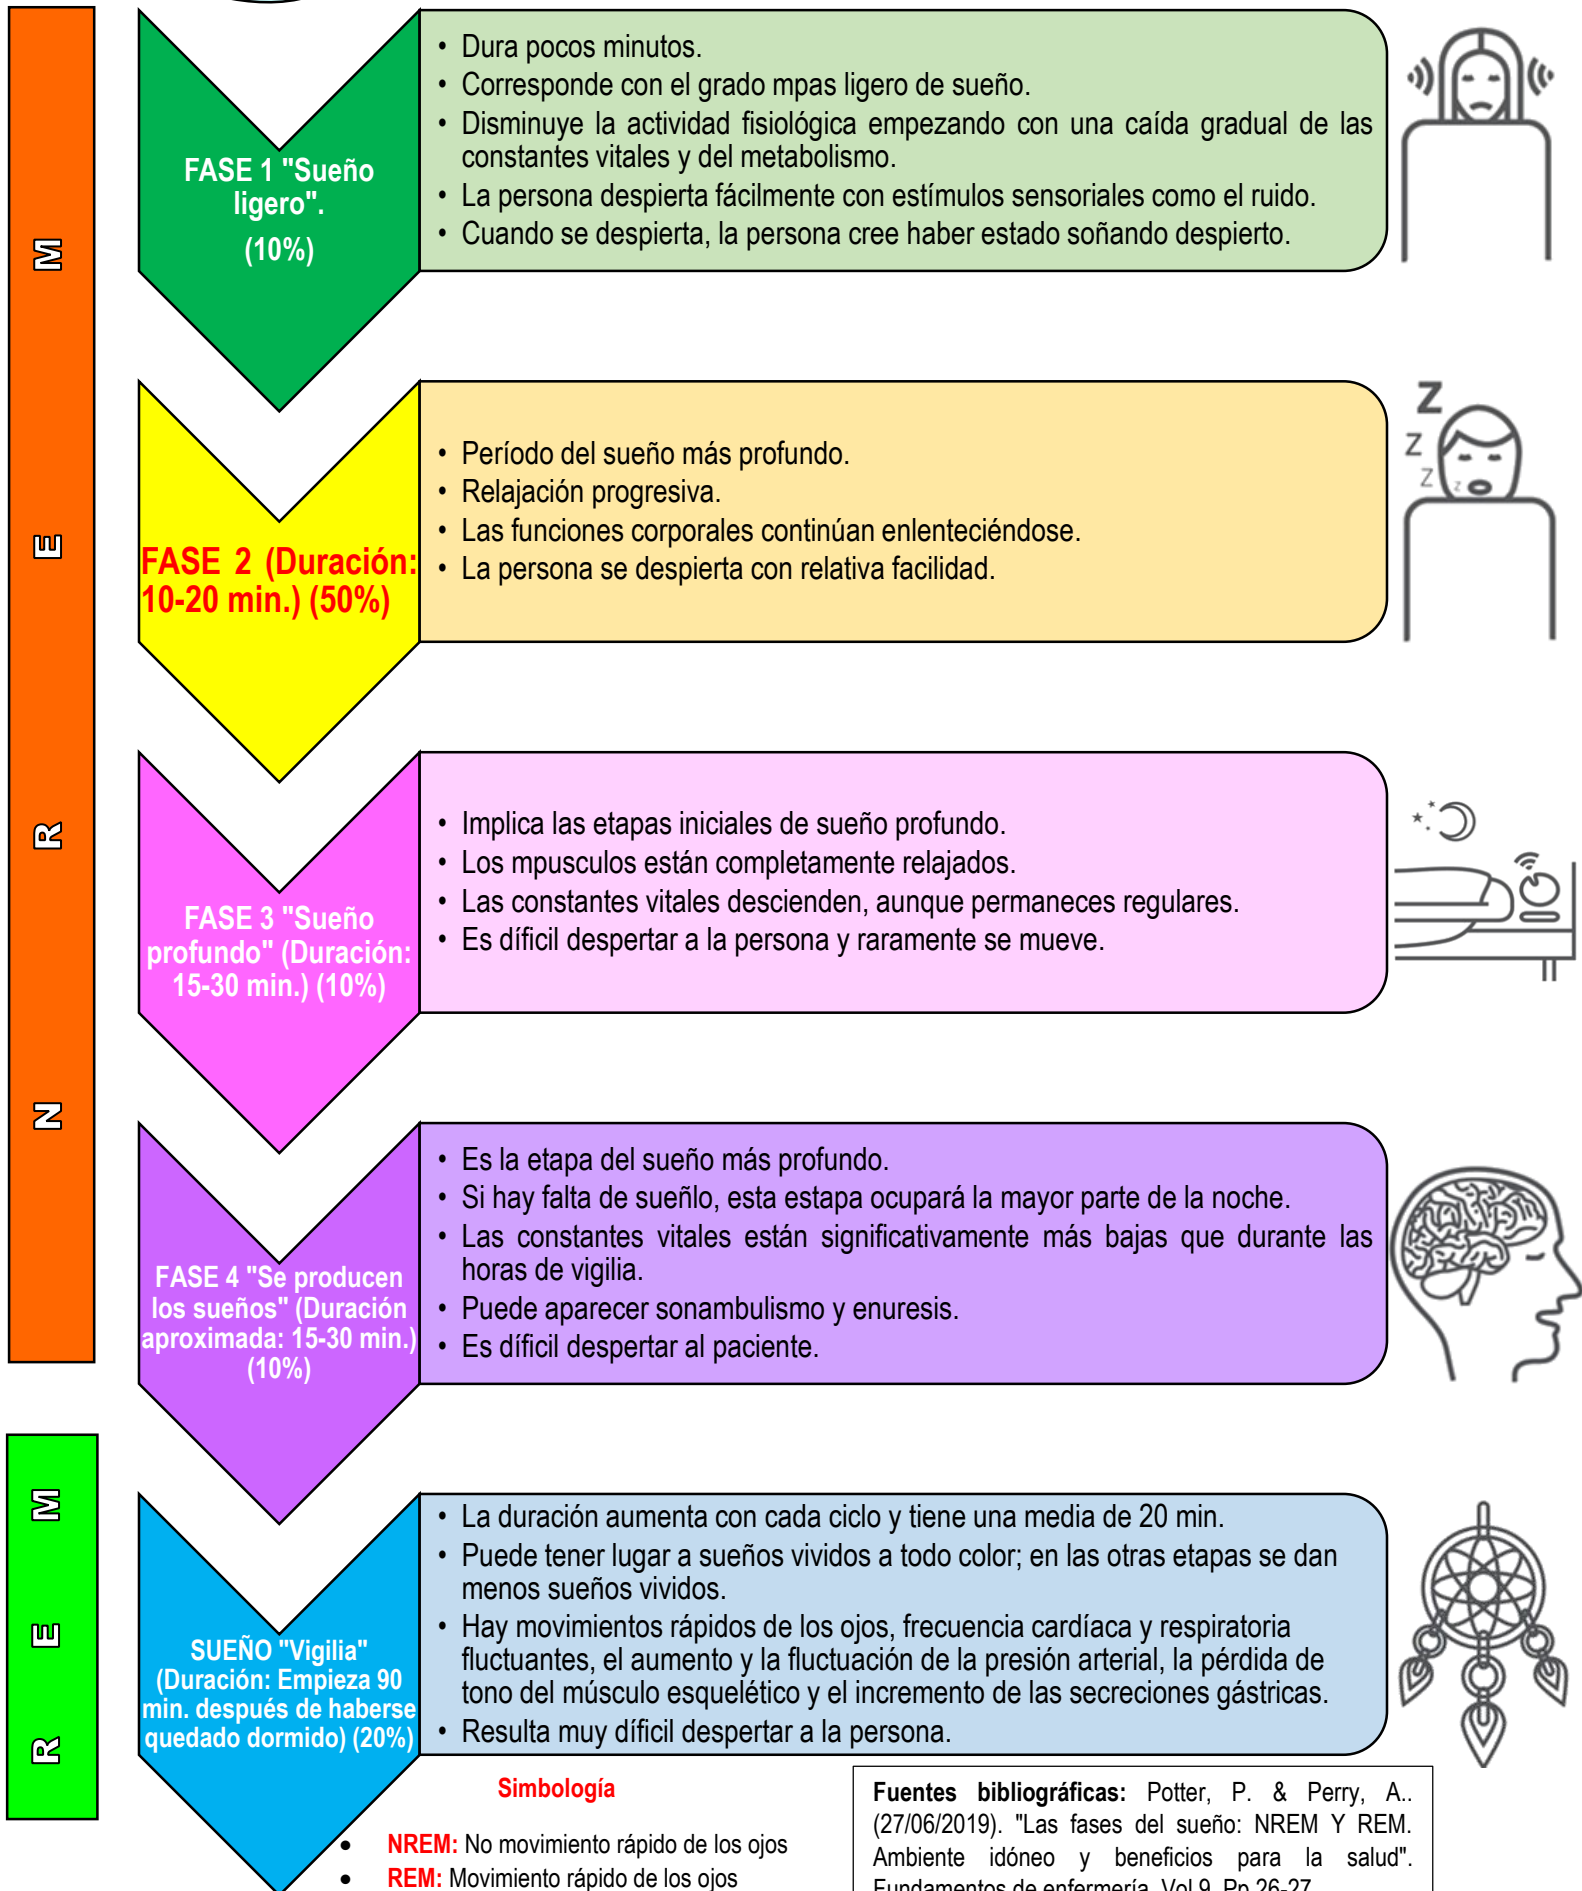 N R E M
FASE 1 "Sueño
ligero".
(10%)
• Dura pocos minutos.
• Corresponde con el grado mpas ligero de sueño.
• Disminuye la actividad fisiológica empezando con una caída gradual de las
constantes vitales y del metabolismo.
• La persona despierta fácilmente con estímulos sensoriales como el ruido.
• Cuando se despierta, la persona cree haber estado soñando despierto.
FASE 2 (Duración:
10-20 min.) (50%)
• Período del sueño más profundo.
• Relajación progresiva.
• Las funciones corporales continúan enlenteciéndose.
• La persona se despierta con relativa facilidad.
Z
Z
Z
z
FASE 3 "Sueño
profundo" (Duración:
15-30 min.) (10%)
• Implica las etapas iniciales de sueño profundo.
• Los mpusculos están completamente relajados.
• Las constantes vitales descienden, aunque permaneces regulares.
• Es díficil despertar a la persona y raramente se mueve.
FASE 4 "Se producen
los sueños" (Duración
aproximada: 15-30 min.)
(10%)
• Es la etapa del sueño más profundo.
• Si hay falta de sueñlo, esta estapa ocupará la mayor parte de la noche.
• Las constantes vitales están significativamente más bajas que durante las
horas de vigilia.
• Puede aparecer sonambulismo y enuresis.
• Es díficil despertar al paciente.
R E M
SUEÑO "Vigilia"
(Duración: Empieza 90
min. después de haberse
quedado dormido) (20%)
• La duración aumenta con cada ciclo y tiene una media de 20 min.
• Puede tener lugar a sueños vividos a todo color; en las otras etapas se dan
menos sueños vividos.
• Hay movimientos rápidos de los ojos, frecuencia cardíaca y respiratoria
fluctuantes, el aumento y la fluctuación de la presión arterial, la pérdida de
tono del músculo esquelético y el incremento de las secreciones gástricas.
• Resulta muy díficil despertar a la persona.
Simbología
• NREM: No movimiento rápido de los ojos
• REM: Movimiento rápido de los ojos
Fuentes bibliográficas: Potter, P. & Perry, A..
(27/06/2019). "Las fases del sueño: NREM Y REM.
Ambiente idóneo y beneficios para la salud".
Fundamentos de enfermería. Vol 9. Pp 26-27